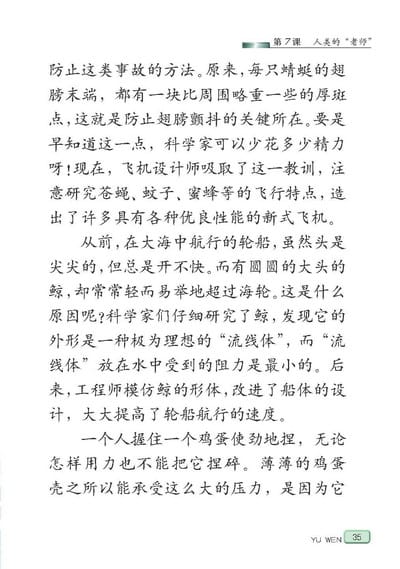 第7课 人类的“老师”
防止这类事故的方法。原来，每只蜻蜓的翅
膀末端，都有一块比周围略重一些的厚斑
点，这就是防止翅膀颤抖的关键所在。要是
早知道这一点，科学家可以少花多少精力
呀！现在，飞机设计师吸取了这一教训，注
意研究苍蝇、蚊子、蜜蜂等的飞行特点，造
出了许多具有各种优良性能的新式飞机。
从前，在大海中航行的轮船，虽然头是
尖尖的，但总是开不快。而有圆圆的大头的
鲸，却常常轻而易举地超过海轮。这是什么
原因呢？科学家们仔细研究了鲸，发现它的
外形是一种极为理想的“流线体”，而“流
线体”放在水中受到的阻力是最小的。后
来，工程师模仿鲸的形体，改进了船体的设
计，大大提高了轮船航行的速度。
一个人握住一个鸡蛋使劲地捏，无论
怎样用力也不能把它捏碎。薄薄的鸡蛋
壳之所以能承受这么大的压力，是因为它
YU WEN 35